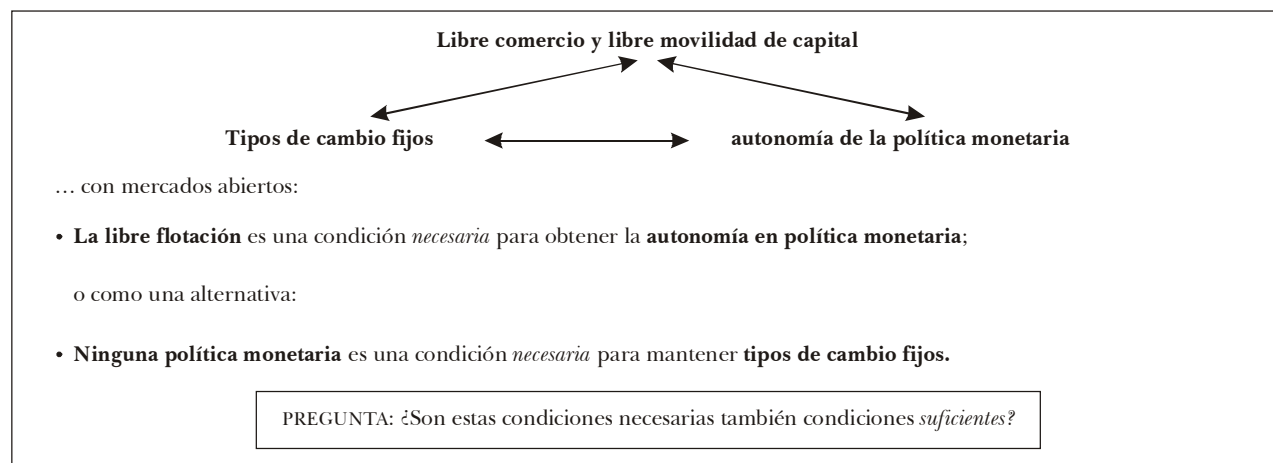 Libre comercio y libre movilidad de capital
Tipos de cambio fijos autonomía de la política monetaria
… con mercados abiertos:
• La libre flotación es una condición necesaria para obtener la autonomía en política monetaria;
o como una alternativa:
• Ninguna política monetaria es una condición necesaria para mantener tipos de cambio fijos.
PREGUNTA: ¿Son estas condiciones necesarias también condiciones suficientes?